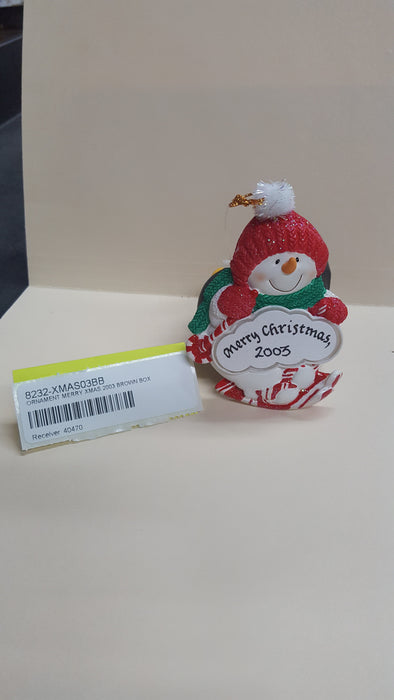 Merry Christmas,
2003
8232-XMAS03BB
ORNAMENT MERRY XMAS 2003 BROWN BOX
Receiver: 40470